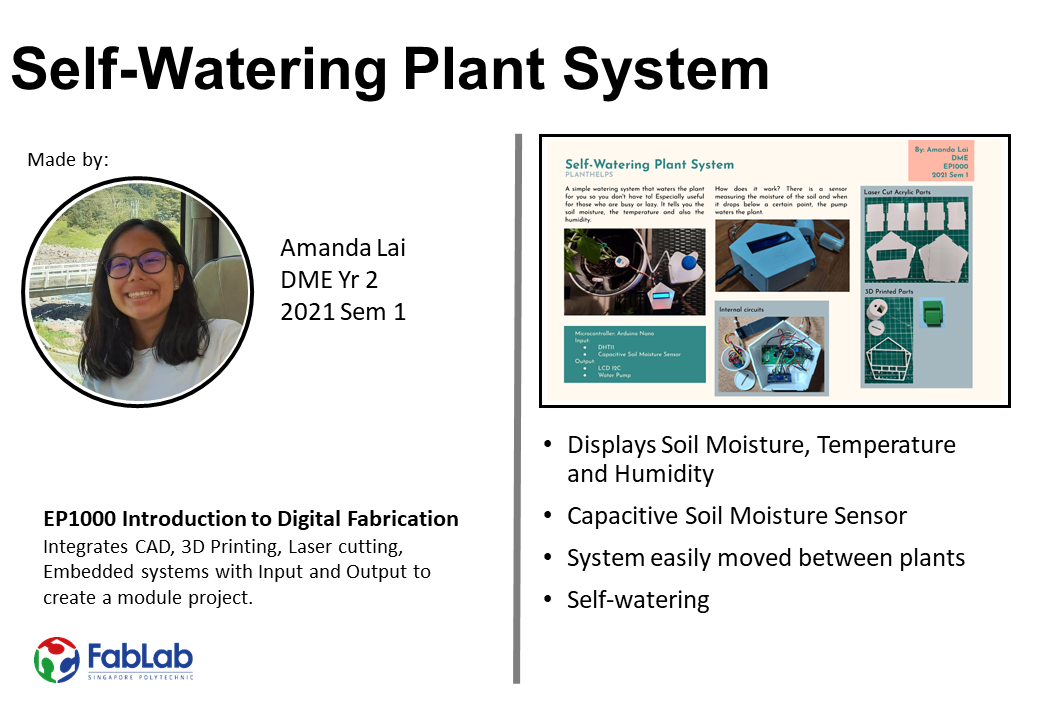 Self-Watering Plant System
Made by:
Amanda Lai
DME Yr 2
2021 Sem 1
EP1000 Introduction to Digital Fabrication
Integrates CAD, 3D Printing, Laser cutting,
Embedded systems with Input and Output to
create a module project.
FabLab
SINGAPORE POLYTECHNIC
By: Amanda Lai
DME
EP1000
2021 Sem 1
Self-Watering Plant System
PLANTHELPS
A simple watering system that waters the plant
for you so you don't have to! Especially useful
for those who are busy or lazy. It tells you the
soil moisture, the temperature and also the
humidity.
How does it work? There is a sensor
measuring the moisture of the soil and when
it drops below a certain point, the pump
waters the plant.
Laser Cut Acrylic Parts
3D Printed Parts
Internal circuits
Microcontroller: Arduino Nano
Input:
● DHT11
● Capacitive Soil Moisture Sensor
Output:
● LCD I2C
● Water Pump
• Displays Soil Moisture, Temperature
and Humidity
• Capacitive Soil Moisture Sensor
• System easily moved between plants
• Self-watering